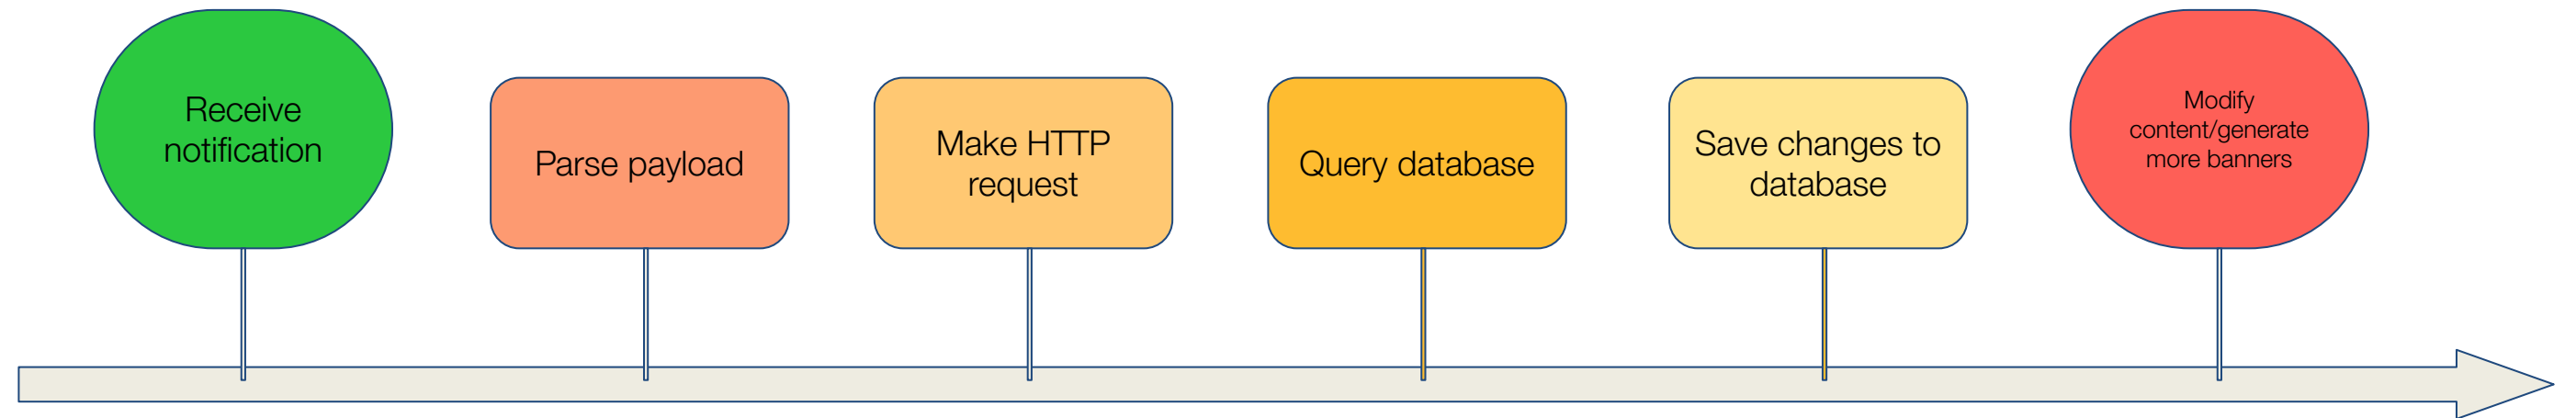 Receive
notification
Parse payload
Make HTTP
request
Query database
Save changes to
database
Modify
content/generate
more banners